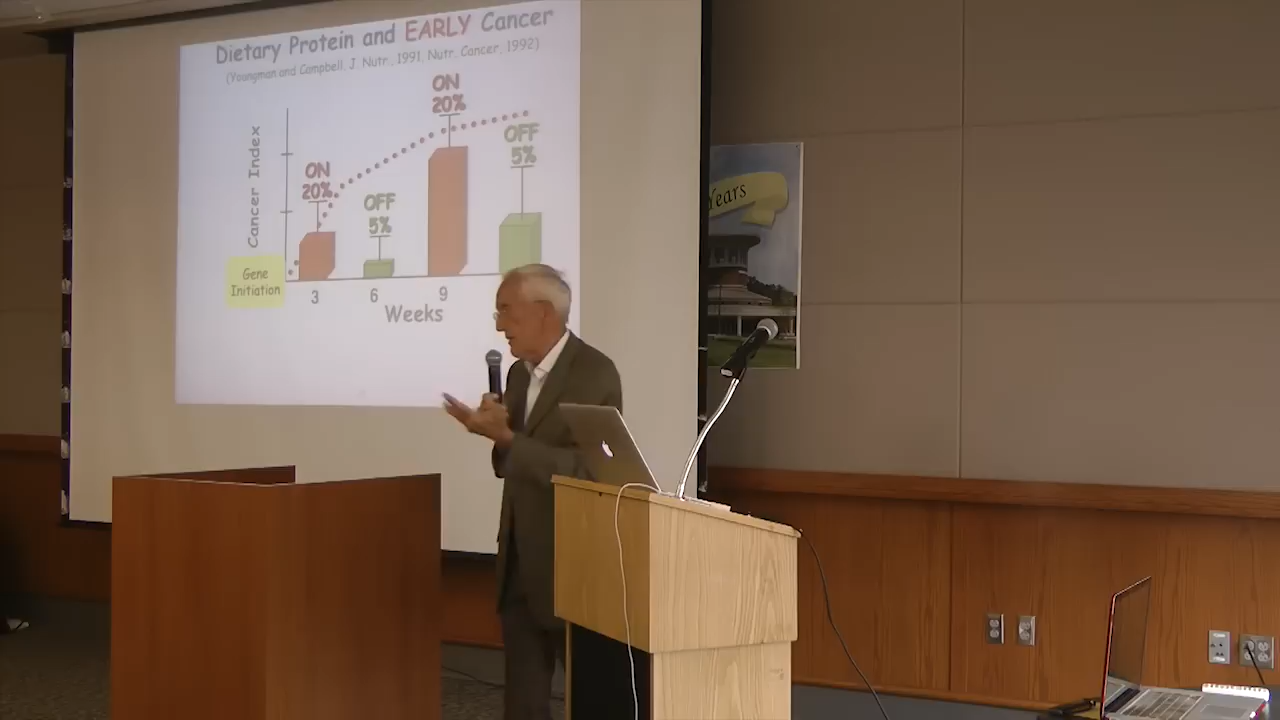 Dietary Protein and EARLY Cancer
(Youngman and Campbell, J. Nutr., 1991, Nutr. Cancer, 1992)
Cancer Index
ON
20%
OFF
5%
ON
20%
OFF
5%
Gene
Initiation
3
6
9
Weeks
Years